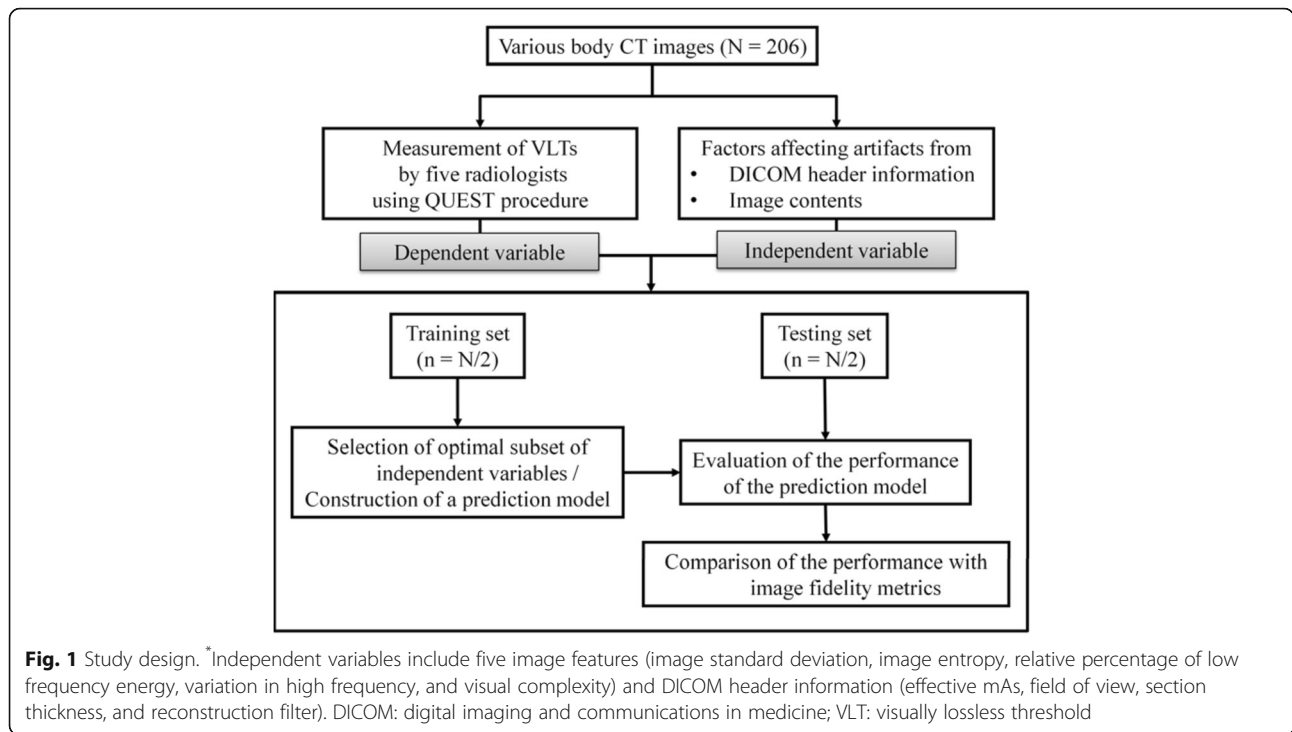 Various body CT images (N = 206)
Measurement of VLTs
by five radiologists
using QUEST procedure
Factors affecting artifacts from
• DICOM header information
• Image contents
Dependent variable
Independent variable
Training set
(n = N/2)
Testing set
(n = N/2)
Selection of optimal subset of
independent variables /
Construction of a prediction model
Evaluation of the performance
of the prediction model
Comparison of the performance with
image fidelity metrics
Fig. 1 Study design. *Independent variables include five image features (image standard deviation, image entropy, relative percentage of low
frequency energy, variation in high frequency, and visual complexity) and DICOM header information (effective mAs, field of view, section
thickness, and reconstruction filter). DICOM: digital imaging and communications in medicine; VLT: visually lossless threshold